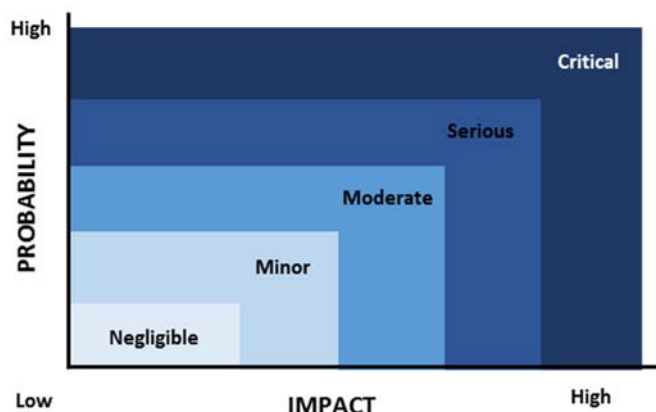 High
Critical
Serious
PROBABILITY
Moderate
Minor
Negligible
Low
IMPACT
High